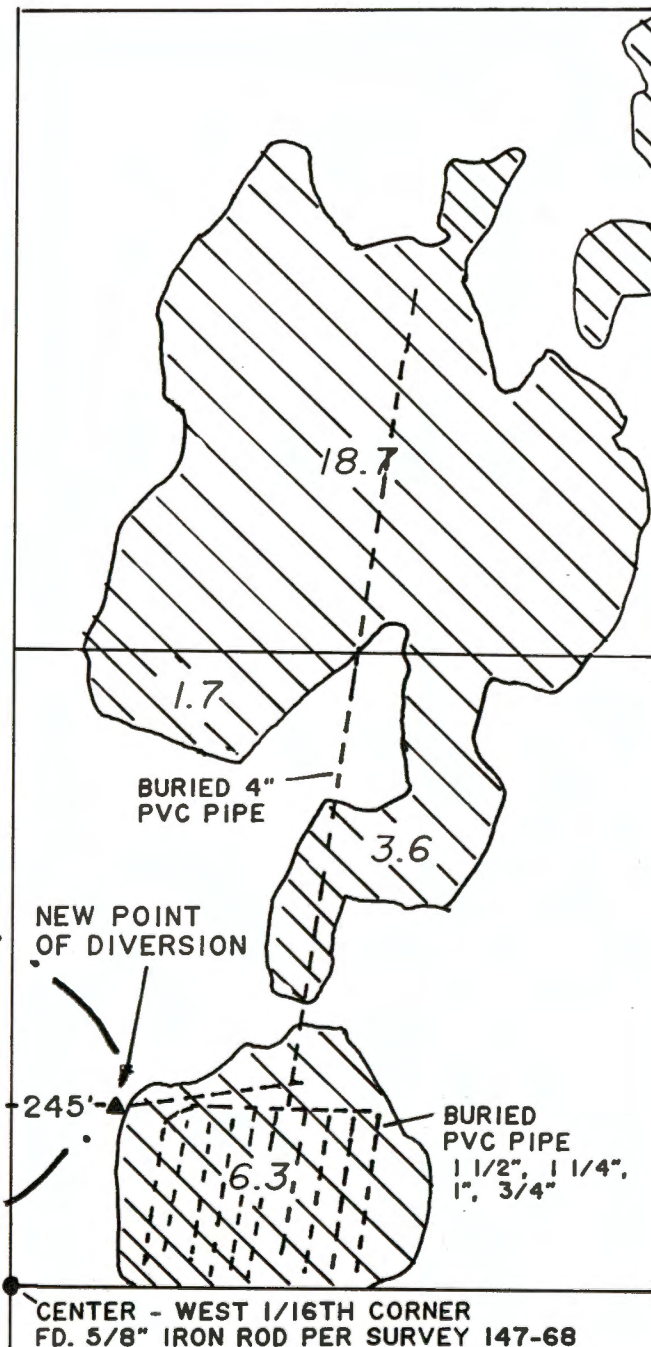 18.7
1.7
BURIED 4"
PVC PIPE
3.6
NEW POINT
OF DIVERSION
245'
BURIED
PVC PIPE
1 1/2", 1 1/4",
1", 3/4"
6.3
CENTER - WEST 1/16TH CORNER
FD. 5/8" IRON ROD PER SURVEY 147-68